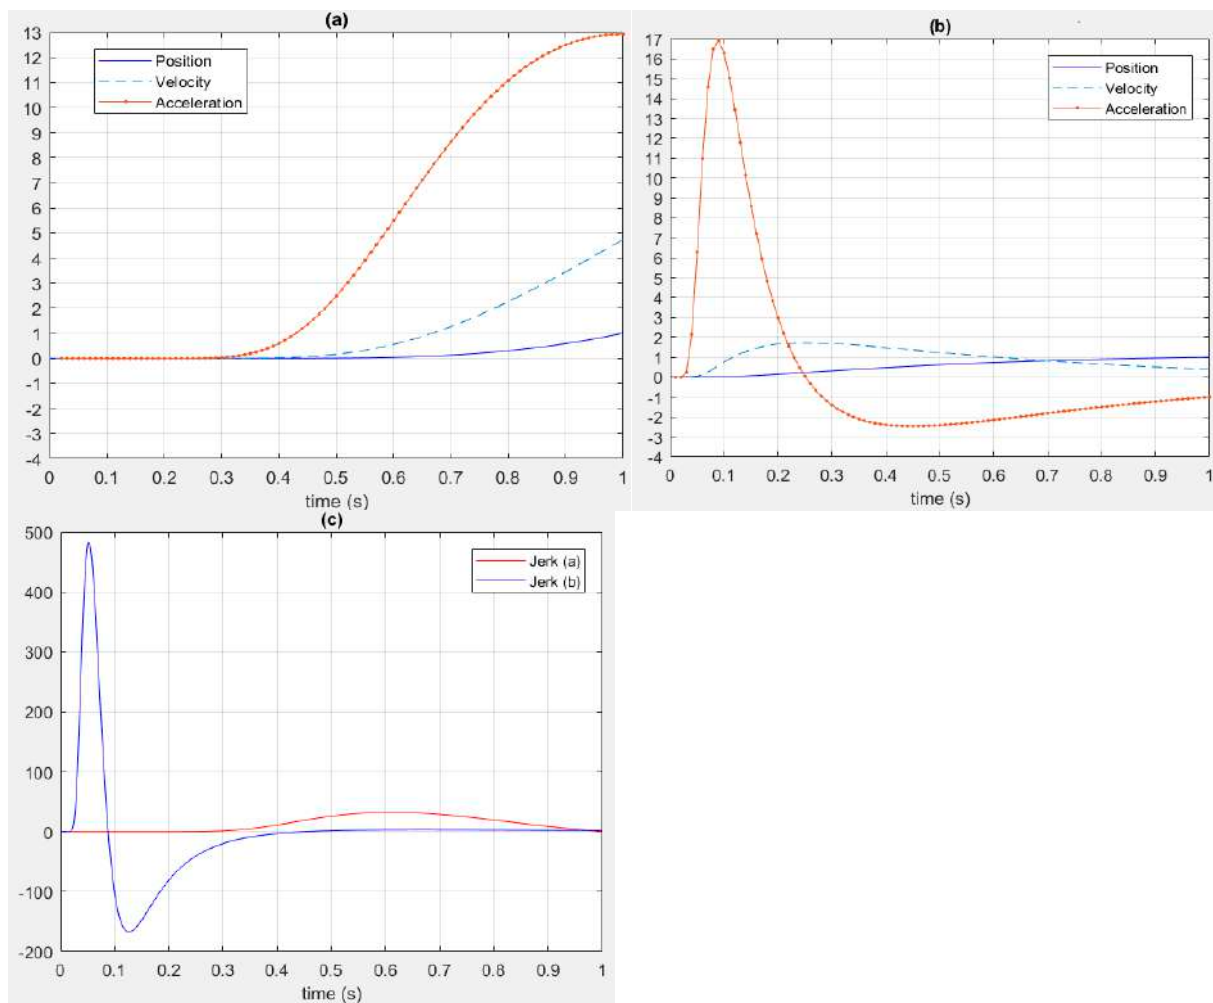 (a)
13
12
11
10
9
8
7
6
5
4
3
2
1
0
-1
-2
-3
-4
Position
Velocity
Acceleration
0 0.1 0.2 0.3 0.4 0.5 0.6 0.7 0.8 0.9 1
time (s)
(b)
17
16
15
14
13
12
11
10
9
8
7
6
5
4
3
2
1
0
-1
-2
-3
-4
Position
Velocity
Acceleration
0 0.1 0.2 0.3 0.4 0.5 0.6 0.7 0.8 0.9 1
time (s)
(c)
500
400
300
200
100
0
-100
-200
Jerk (a)
Jerk (b)
0 0.1 0.2 0.3 0.4 0.5 0.6 0.7 0.8 0.9 1
time (s)